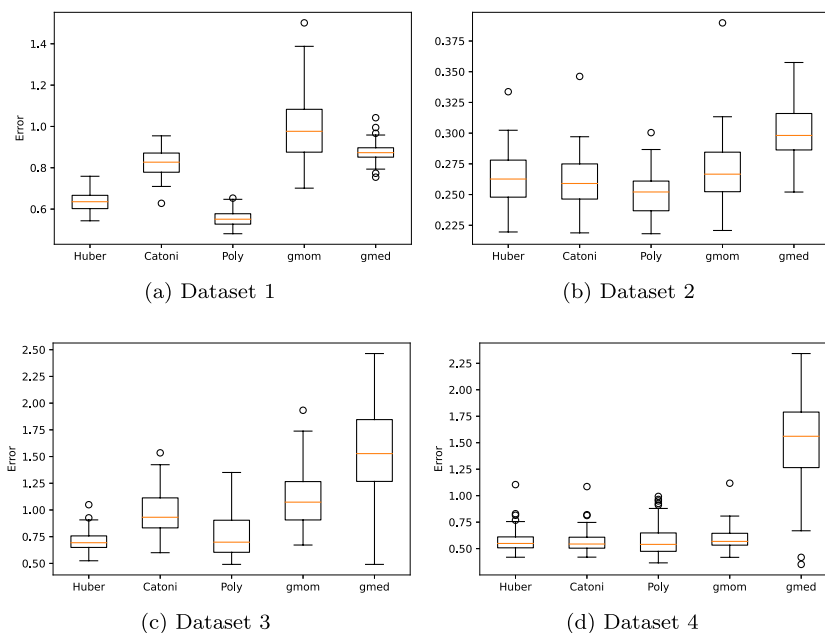 1.4
1.2
1.0
0.8
0.6
Error
Huber Catoni Poly gmom gmed
(a) Dataset 1
0.375
0.350
0.325
0.300
0.275
0.250
0.225
Huber Catoni Poly gmom gmed
(b) Dataset 2
2.50
2.25
2.00
1.75
1.50
1.25
1.00
0.75
0.50
Error
Huber Catoni Poly gmom gmed
(c) Dataset 3
2.25
2.00
1.75
1.50
1.25
1.00
0.75
0.50
Error
Huber Catoni Poly gmom gmed
(d) Dataset 4